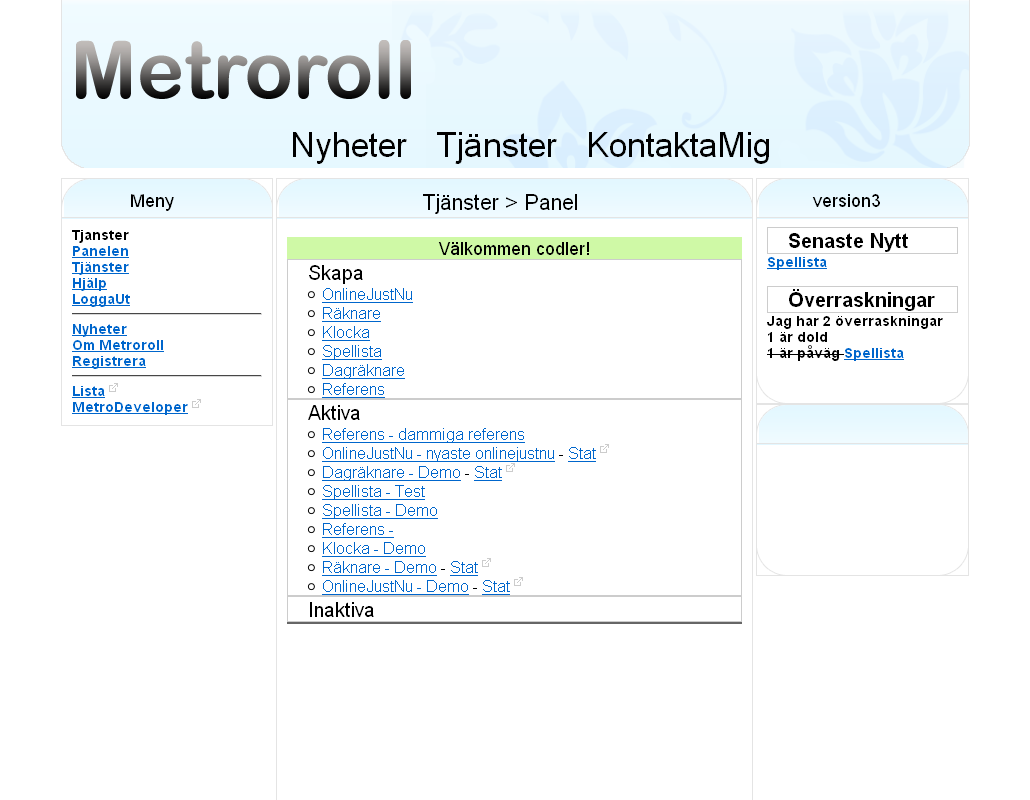 Metroroll
Nyheter Tjänster KontaktaMig
Meny
Tjanster
Panelen
Tjänster
Hjälp
LoggaUt
Nyheter
Om Metroroll
Registrera
Lista
MetroDeveloper
Tjänster > Panel
Välkommen codler!
Skapa
OnlineJustNu
Räknare
Klocka
Spellista
Dagräknare
Referens
Aktiva
Referens - dammiga referens
OnlineJustNu - nyaste onlinejustnu - Stat
Dagräknare - Demo - Stat
Spellista - Test
Spellista - Demo
Referens -
Klocka - Demo
Räknare - Demo - Stat
OnlineJustNu - Demo - Stat
Inaktiva
version3
Senaste Nytt
Spellista
Överraskningar
Jag har 2 överraskningar
1 är dold
1 är påväg Spellista